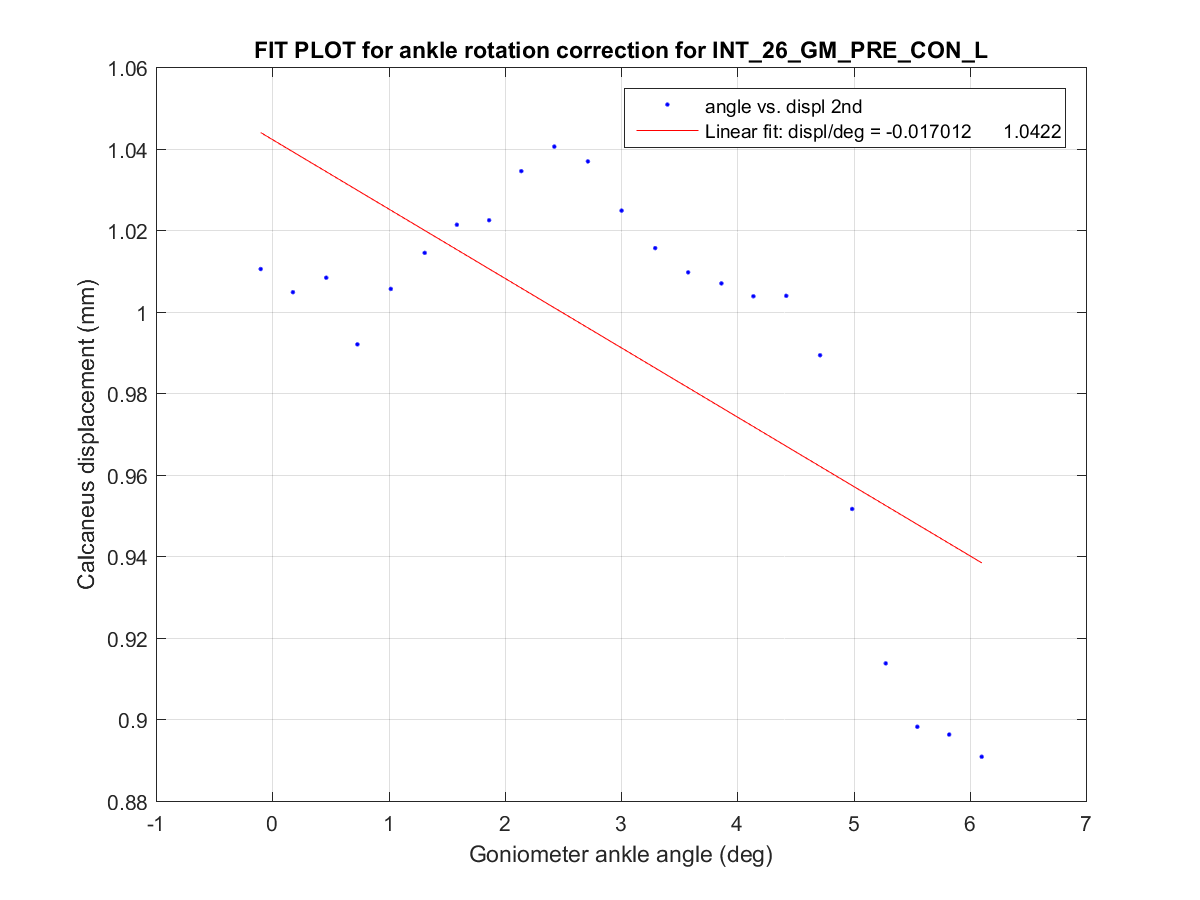 FIT PLOT for ankle rotation correction for INT_26_GM_PRE_CON_L
1.06
1.04
1.02
1
0.98
0.96
0.94
0.92
0.9
0.88
Calcaneus displacement (mm)
angle vs. displ 2nd
Linear fit: displ/deg = -0.017012 1.0422
-1 0 1 2 3 4 5 6 7
Goniometer ankle angle (deg)